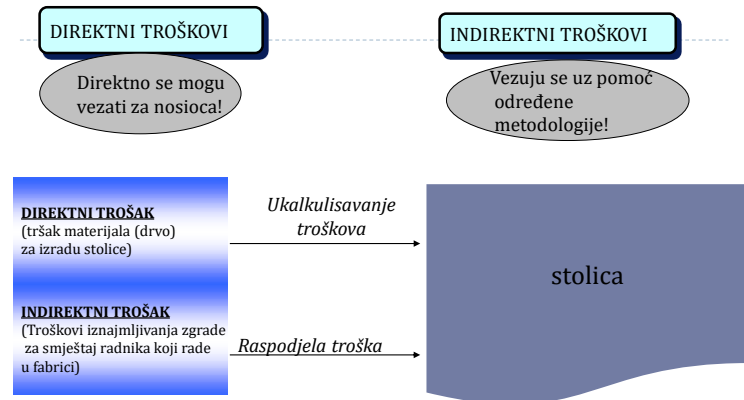 DIREKTNI TROŠKOVI
INDIREKTNI TROŠKOVI
Direktno se mogu
vezati za nosioca!
Vezuju se uz pomoć
određene
metodologije!
DIREKTNI TROŠAK
(tršak materijala (drvo)
za izradu stolice)
Ukalkulisavanje
troškova
stolica
INDIREKTNI TROŠAK
(Troškovi iznajmljivanja zgrade
za smještaj radnika koji rade
u fabrici)
Raspodjela troška